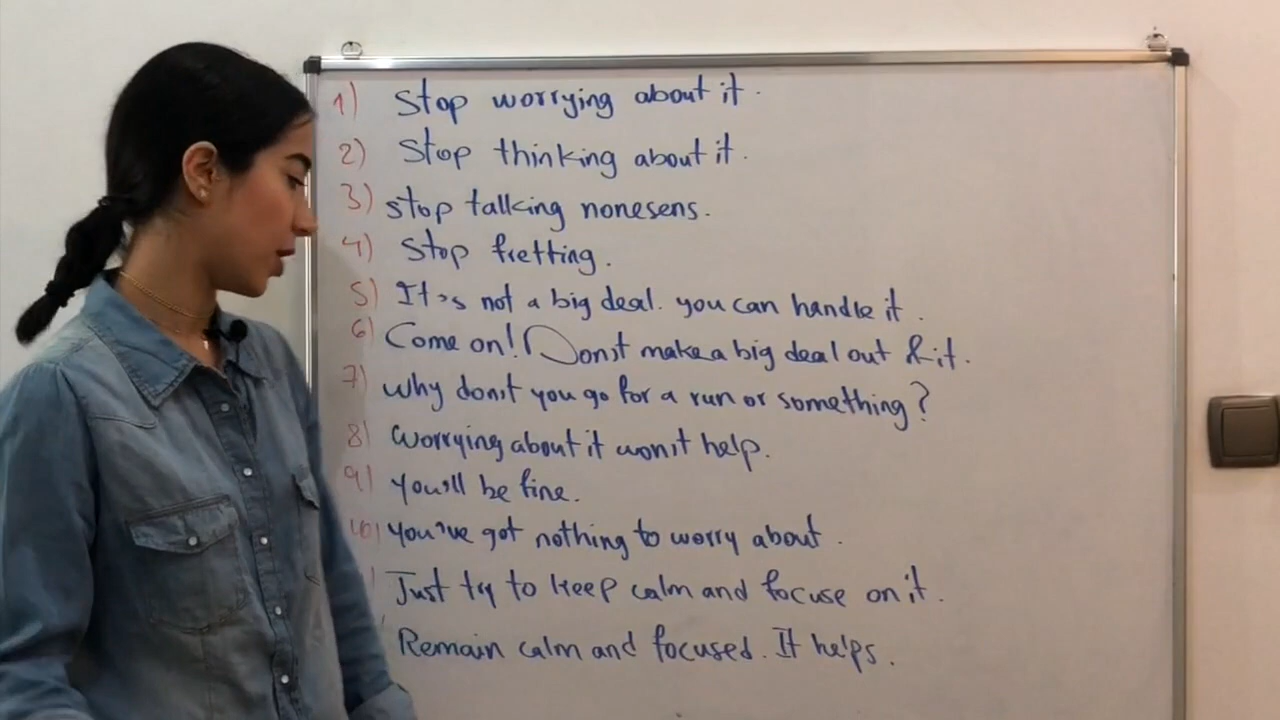 1) Stop worrying about it.
2) Stop thinking about it.
3) stop talking nonesens.
4) Stop fretting.
5) It's not a big deal. you can handle it.
6) Come on! Don't make a big deal out of it.
7) why don't you go for a run or something?
8) Worrying about it won't help.
9) You'll be fine.
10) you've got nothing to worry about.
Just try to keep calm and focuse on it.
Remain calm and focused. It helps.